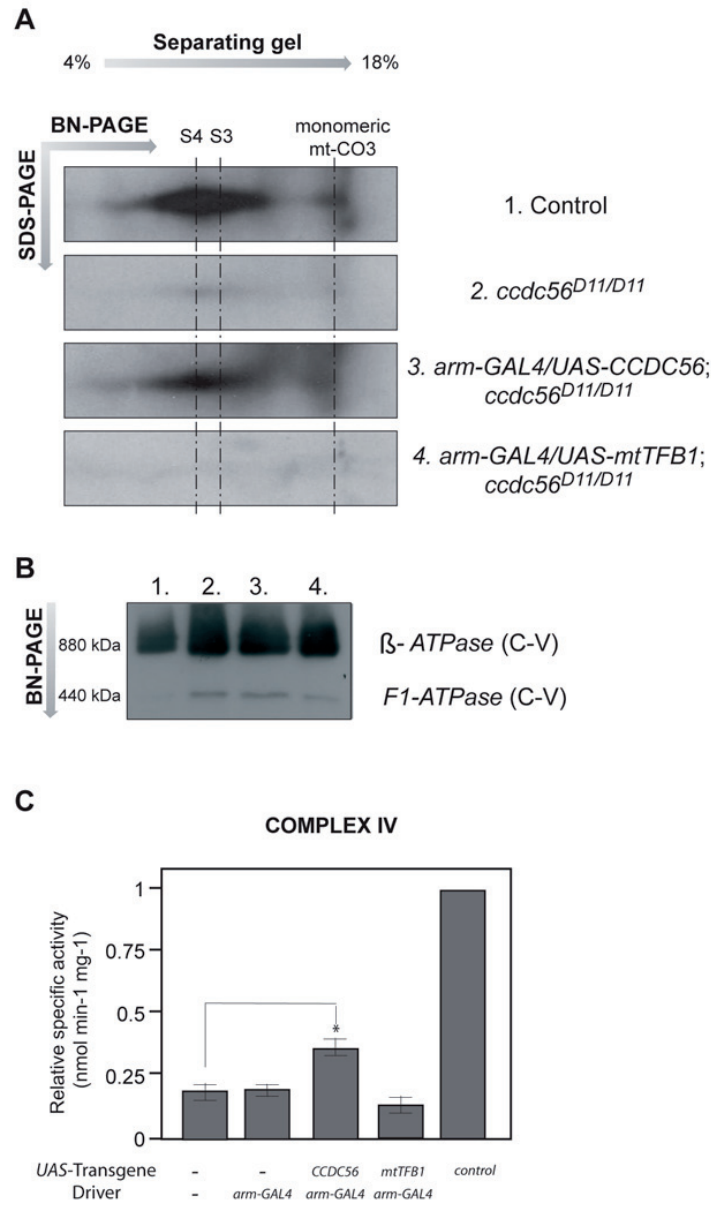 A
Separating gel
4% 18%
BN-PAGE
S4 S3
monomeric
mt-CO3
SDS-PAGE
1. Control
2. ccdc56D11/D11
3. arm-GAL4/UAS-CCDC56;
ccdc56D11/D11
4. arm-GAL4/UAS-mtTFB1;
ccdc56D11/D11
B
BN-PAGE
1. 2. 3. 4.
880 kDa
ß- ATPase (C-V)
440 kDa
F1-ATPase (C-V)
C
COMPLEX IV
Relative specific activity
(nmol min-1 mg-1)
1
0.75
0.5
0.25
0
*
UAS-Transgene - - CCDC56 mtTFB1 control
Driver - arm-GAL4 arm-GAL4 arm-GAL4